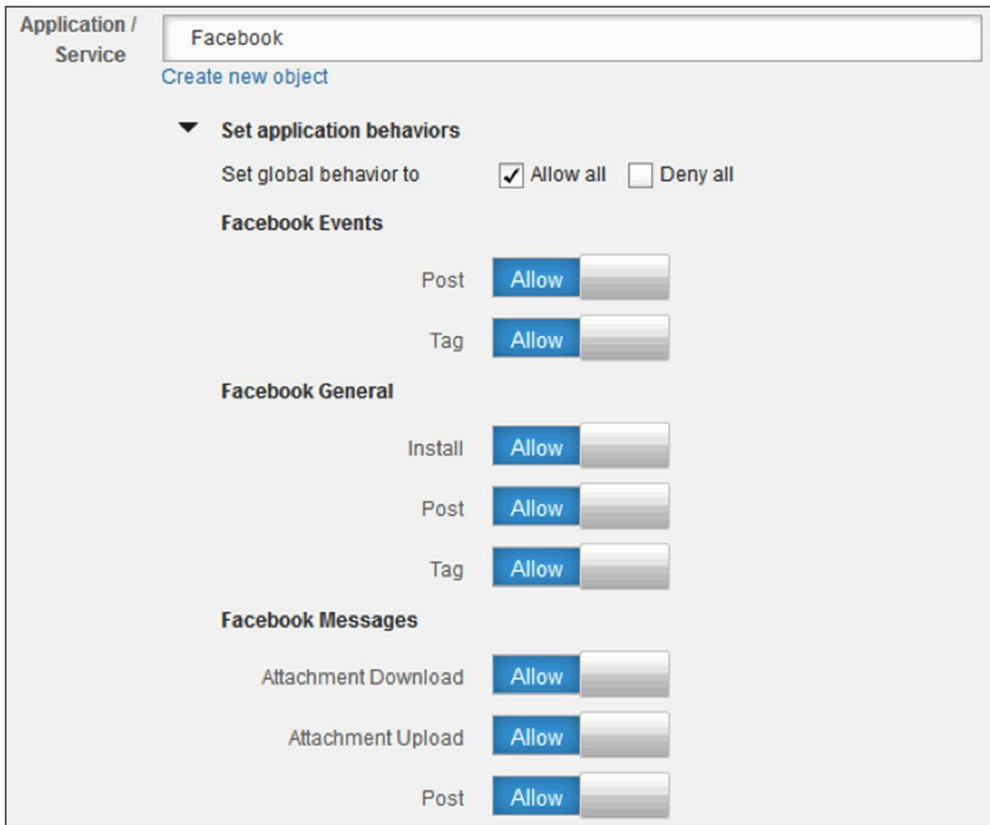 Application /
Service
Facebook
Create new object
Set application behaviors
Set global behavior to Allow all Deny all
Facebook Events
Post Allow
Tag Allow
Facebook General
Install Allow
Post Allow
Tag Allow
Facebook Messages
Attachment Download Allow
Attachment Upload Allow
Post Allow